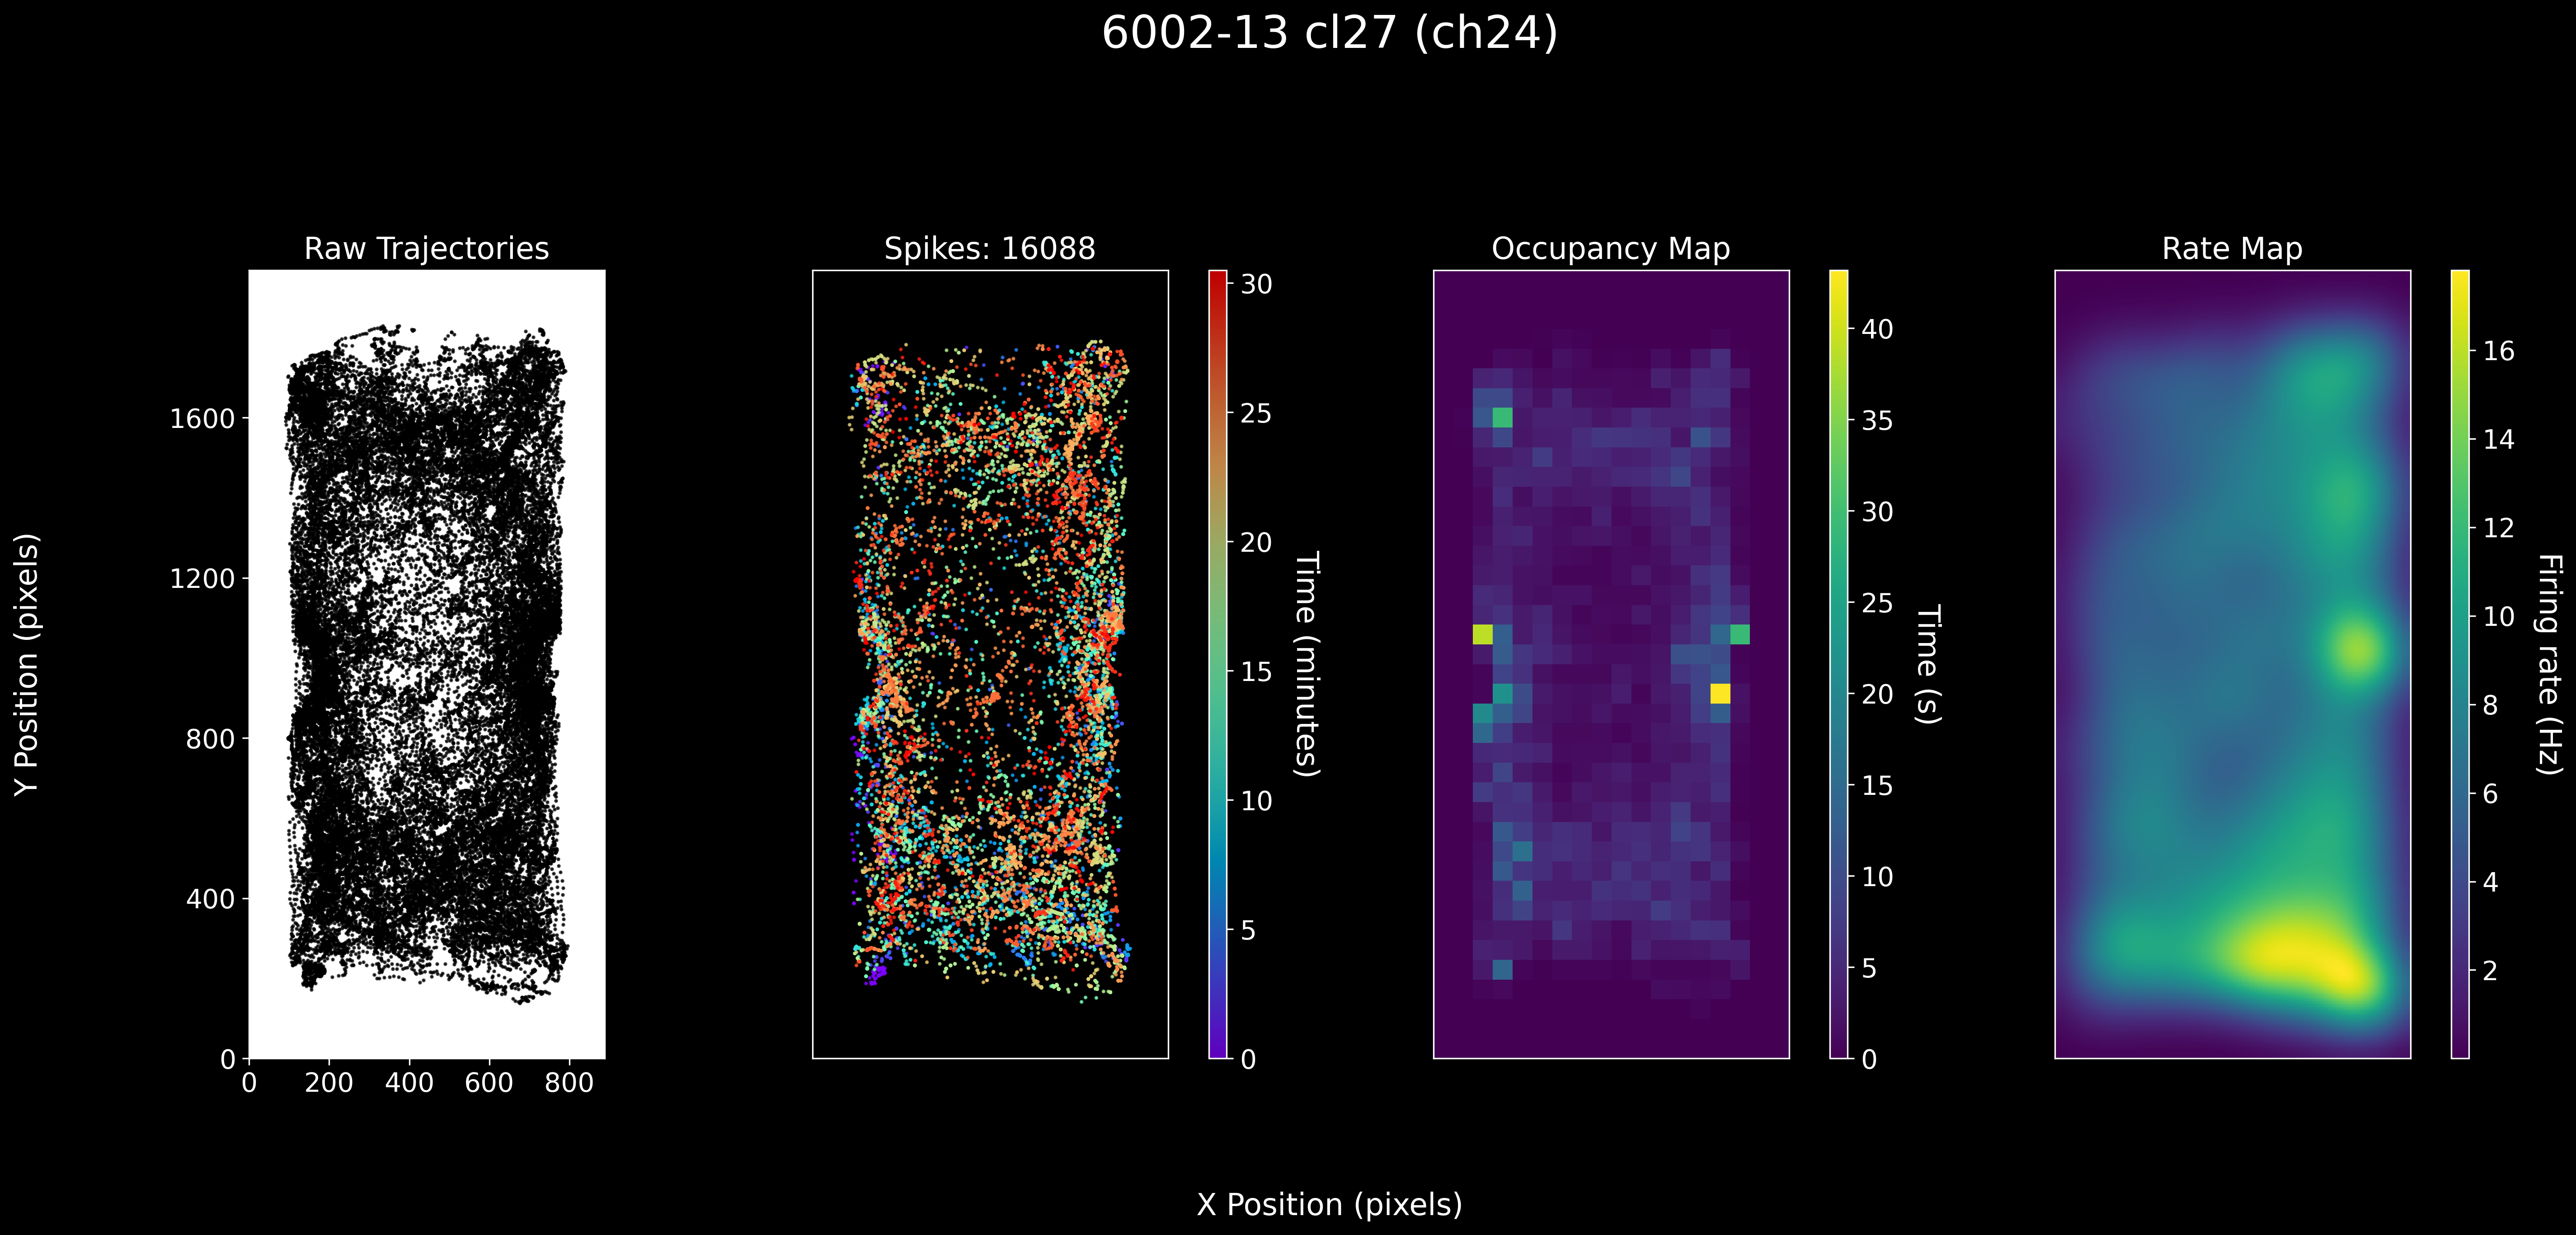 6002-13 cl27 (ch24)
Raw Trajectories
Spikes: 16088
Occupancy Map
Rate Map
Y Position (pixels)
1600
1200
800
400
0
0 200 400 600 800
30
25
20
15
10
5
0
Time (minutes)
40
35
30
25
20
15
10
5
0
Time (s)
16
14
12
10
8
6
4
2
Firing rate (Hz)
X Position (pixels)